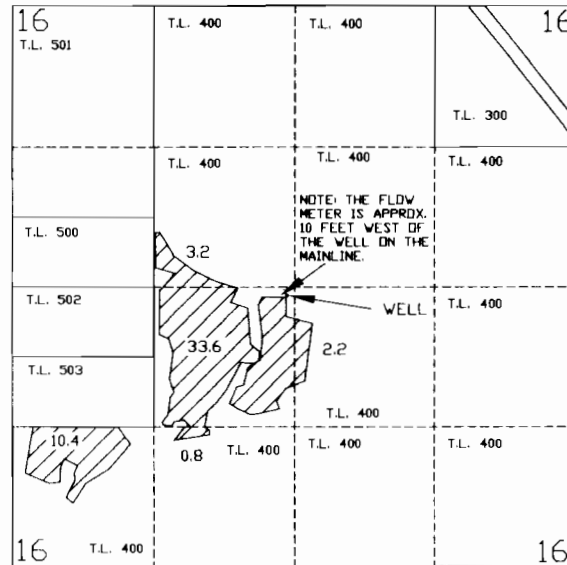 16
T.L. 400
T.L. 400
16
T.L. 501
T.L. 300
T.L. 400
T.L. 400
T.L. 400
NOTE: THE FLOW
METER IS APPROX.
10 FEET WEST OF
THE WELL ON THE
MAINLINE.
T.L. 500
3.2
T.L. 502
WELL
T.L. 400
33.6
2.2
T.L. 503
T.L. 400
10.4
0.8
T.L. 400
T.L. 400
T.L. 400
16
T.L. 400
16